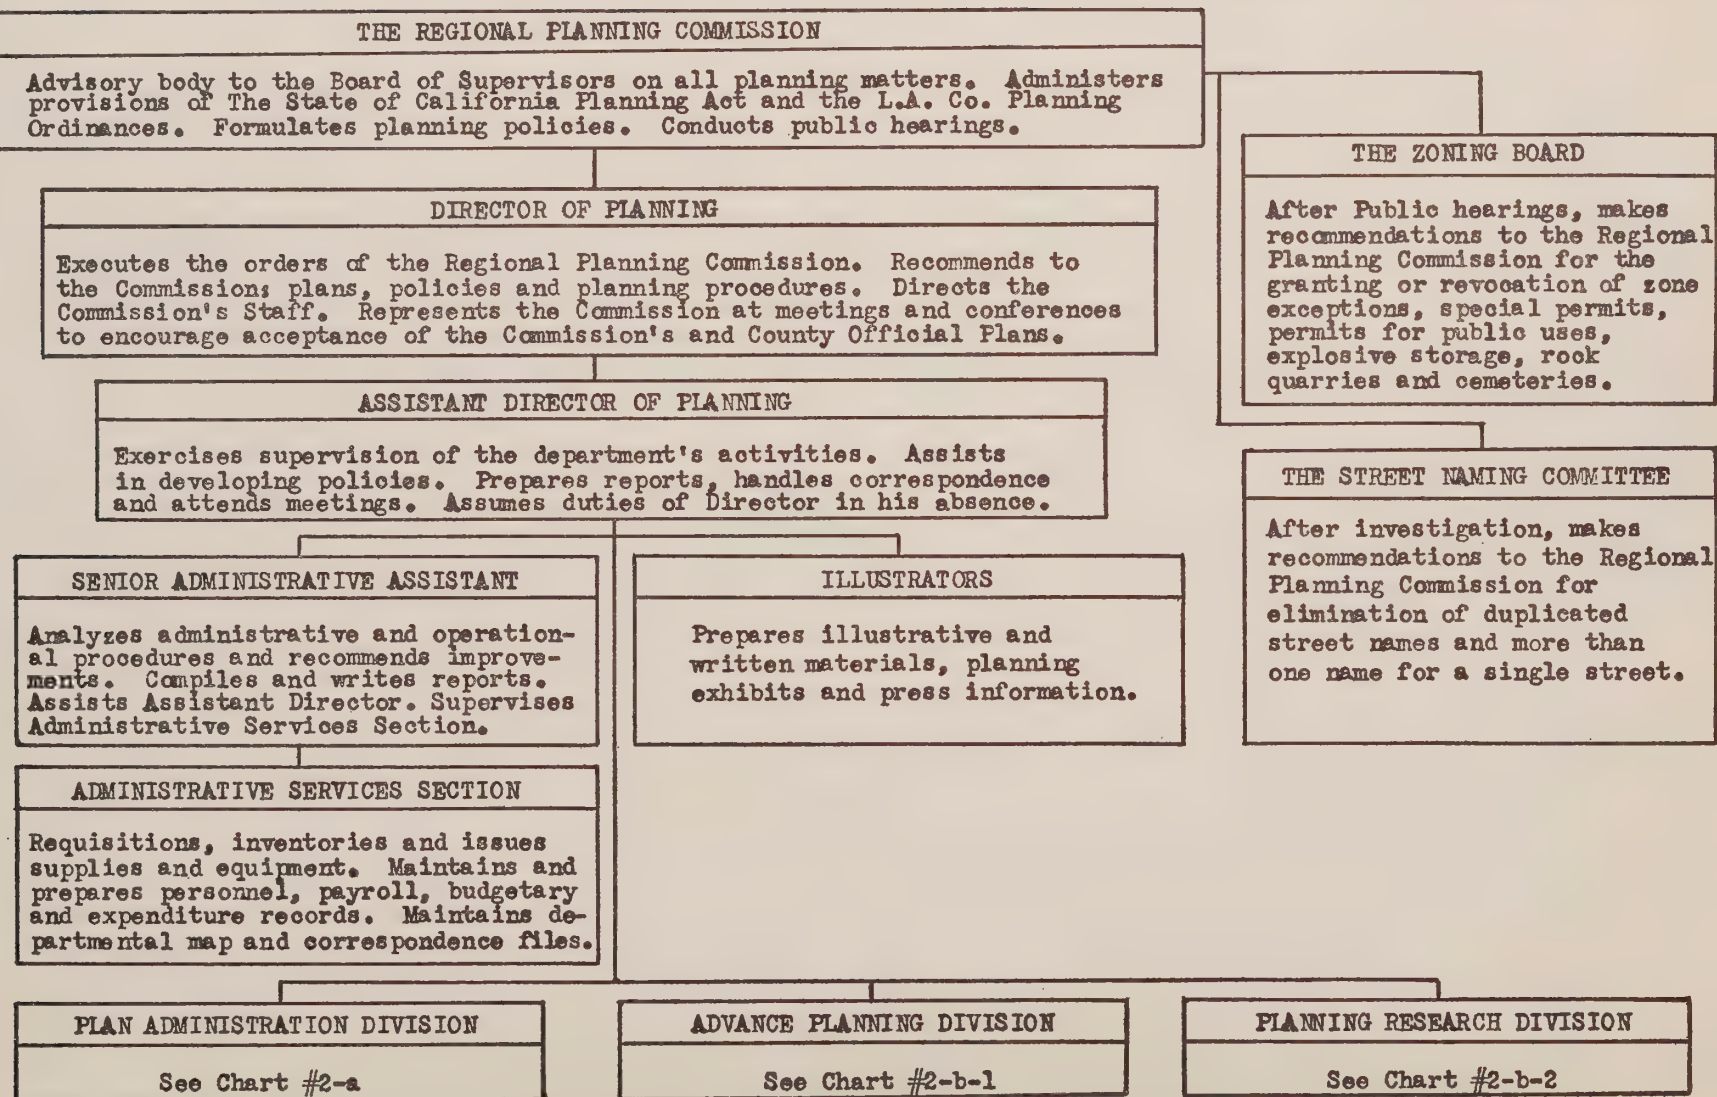 THE REGIONAL PLANNING COMMISSION
Advisory body to the Board of Supervisors on all planning matters. Administers
provisions of The State of California Planning Act and the L.A. Co. Planning
Ordinances. Formulates planning policies. Conducts public hearings.
THE ZONING BOARD
After Public hearings, makes
recommendations to the Regional
Planning Commission for the
granting or revocation of zone
exceptions, special permits,
permits for public uses,
explosive storage, rock
quarries and cemeteries.
DIRECTOR OF PLANNING
Executes the orders of the Regional Planning Commission. Recommends to
the Commission; plans, policies and planning procedures. Directs the
Commission's Staff. Represents the Commission at meetings and conferences
to encourage acceptance of the Commission's and County Official Plans.
ASSISTANT DIRECTOR OF PLANNING
Exercises supervision of the department's activities. Assists
in developing policies. Prepares reports, handles correspondence
and attends meetings. Assumes duties of Director in his absence.
THE STREET NAMING COMMITTEE
After investigation, makes
recommendations to the Regional
Planning Commission for
elimination of duplicated
street names and more than
one name for a single street.
SENIOR ADMINISTRATIVE ASSISTANT
Analyzes administrative and operation-
al procedures and recommends improve-
ments. Compiles and writes reports.
Assists Assistant Director. Supervises
Administrative Services Section.
ILLUSTRATORS
Prepares illustrative and
written materials, planning
exhibits and press information.
ADMINISTRATIVE SERVICES SECTION
Requisitions, inventories and issues
supplies and equipment. Maintains and
prepares personnel, payroll, budgetary
and expenditure records. Maintains de-
partmental map and correspondence files.
PLAN ADMINISTRATION DIVISION
See Chart #2-a
ADVANCE PLANNING DIVISION
See Chart #2-b-1
PLANNING RESEARCH DIVISION
See Chart #2-b-2